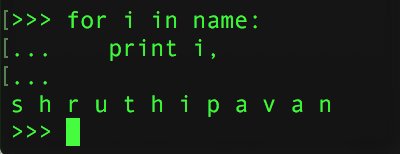 [>>> for i in name:
[...    print i,
[...
s h r u t h i p a v a n
>>>